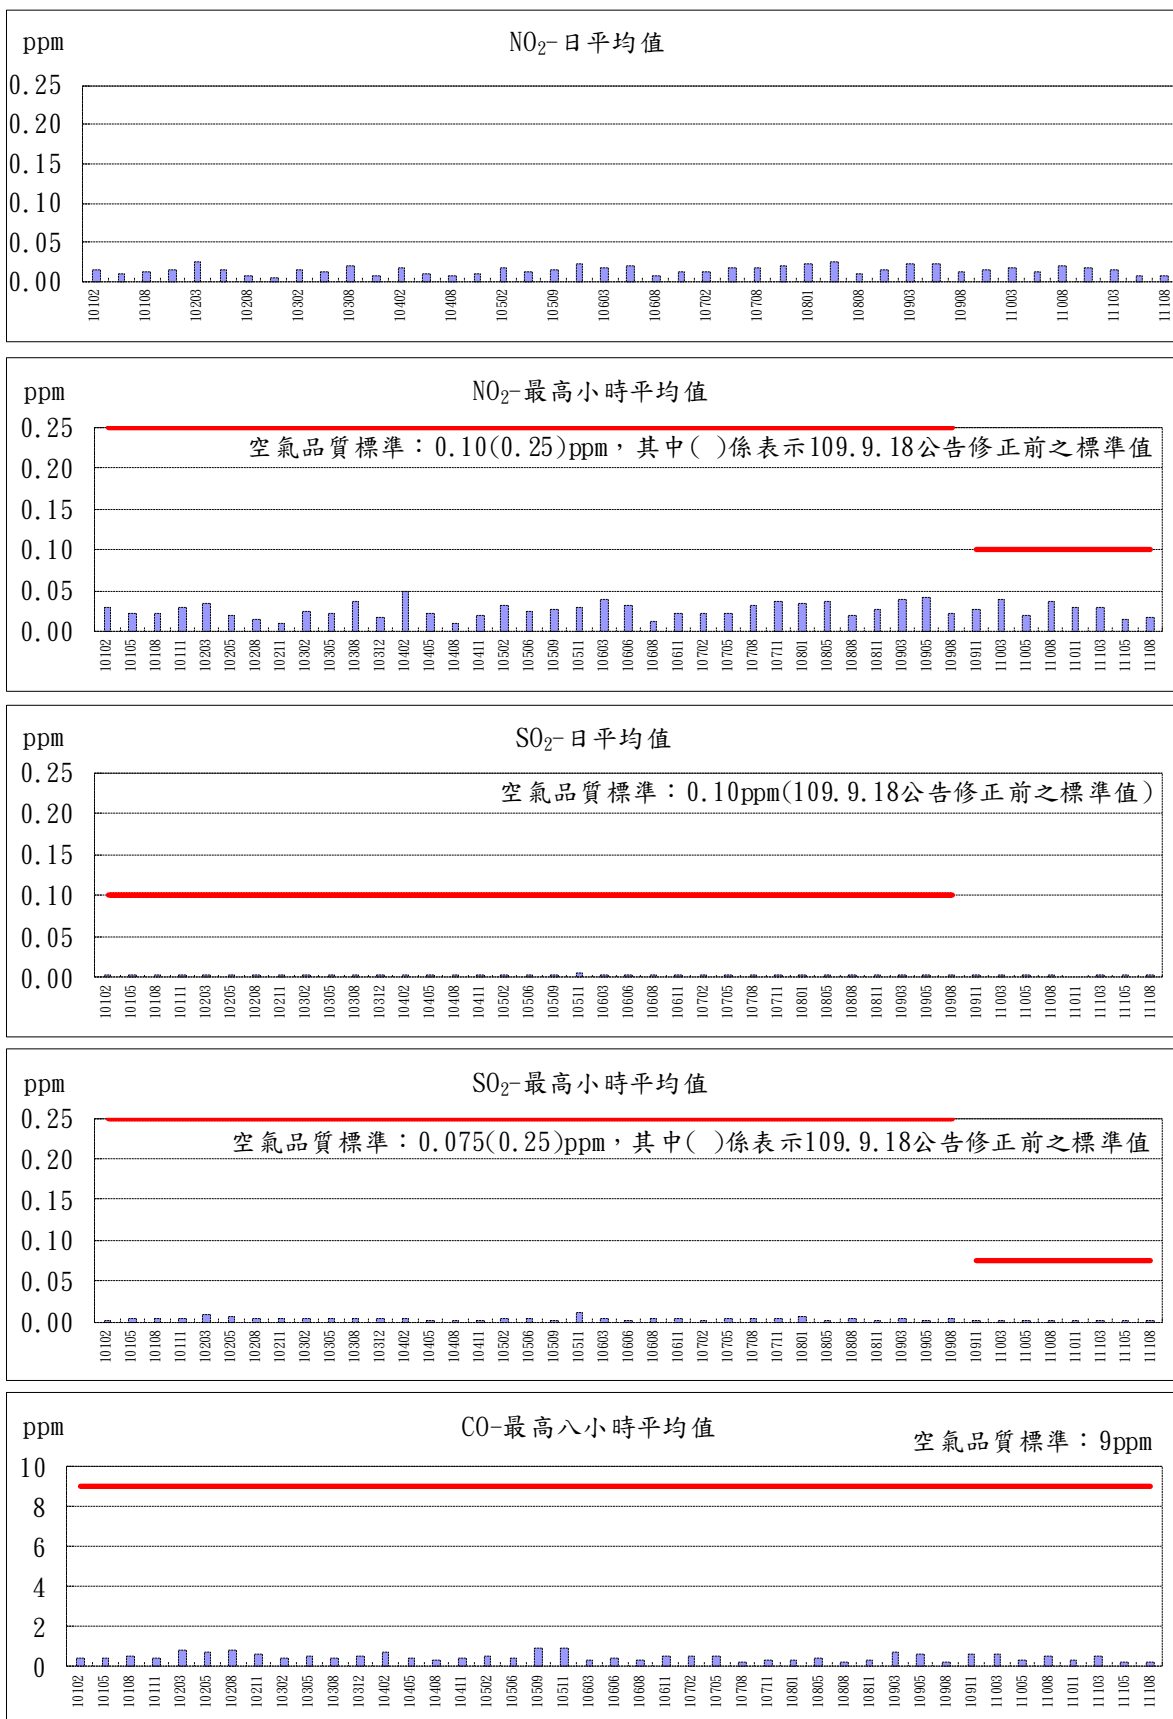 ppm
NO₂-日平均值
0.25
0.20
0.15
0.10
0.05
0.00
10102 10108 10203 10208 10302 10308 10402 10408 10502 10509 10603 10608 10702 10708 10801 10808 10903 10908 11003 11008 11103 11108
ppm
NO₂-最高小時平均值
0.25
空氣品質標準：0.10(0.25)ppm，其中( )係表示109.9.18公告修正前之標準值
0.20
0.15
0.10
0.05
0.00
10102 10105 10108 10111 10203 10205 10208 10211 10302 10305 10308 10312 10402 10405 10408 10411 10502 10506 10509 10511 10603 10606 10608 10611 10702 10705 10708 10711 10801 10805 10808 10811 10903 10905 10908 10911 11003 11005 11008 11011 11103 11105 11108
ppm
SO₂-日平均值
0.25
空氣品質標準：0.10ppm(109.9.18公告修正前之標準值)
0.20
0.15
0.10
0.05
0.00
10102 10105 10108 10111 10203 10205 10208 10211 10302 10305 10308 10312 10402 10405 10408 10411 10502 10506 10509 10511 10603 10606 10608 10611 10702 10705 10708 10711 10801 10805 10808 10811 10903 10905 10908 10911 11003 11005 11008 11011 11103 11105 11108
ppm
SO₂-最高小時平均值
0.25
空氣品質標準：0.075(0.25)ppm，其中( )係表示109.9.18公告修正前之標準值
0.20
0.15
0.10
0.05
0.00
10102 10105 10108 10111 10203 10205 10208 10211 10302 10305 10308 10312 10402 10405 10408 10411 10502 10506 10509 10511 10603 10606 10608 10611 10702 10705 10708 10711 10801 10805 10808 10811 10903 10905 10908 10911 11003 11005 11008 11011 11103 11105 11108
ppm
CO-最高八小時平均值
空氣品質標準：9ppm
10
8
6
4
2
0
10102 10105 10108 10111 10203 10205 10208 10211 10302 10305 10308 10312 10402 10405 10408 10411 10502 10506 10509 10511 10603 10606 10608 10611 10702 10705 10708 10711 10801 10805 10808 10811 10903 10905 10908 10911 11003 11005 11008 11011 11103 11105 11108